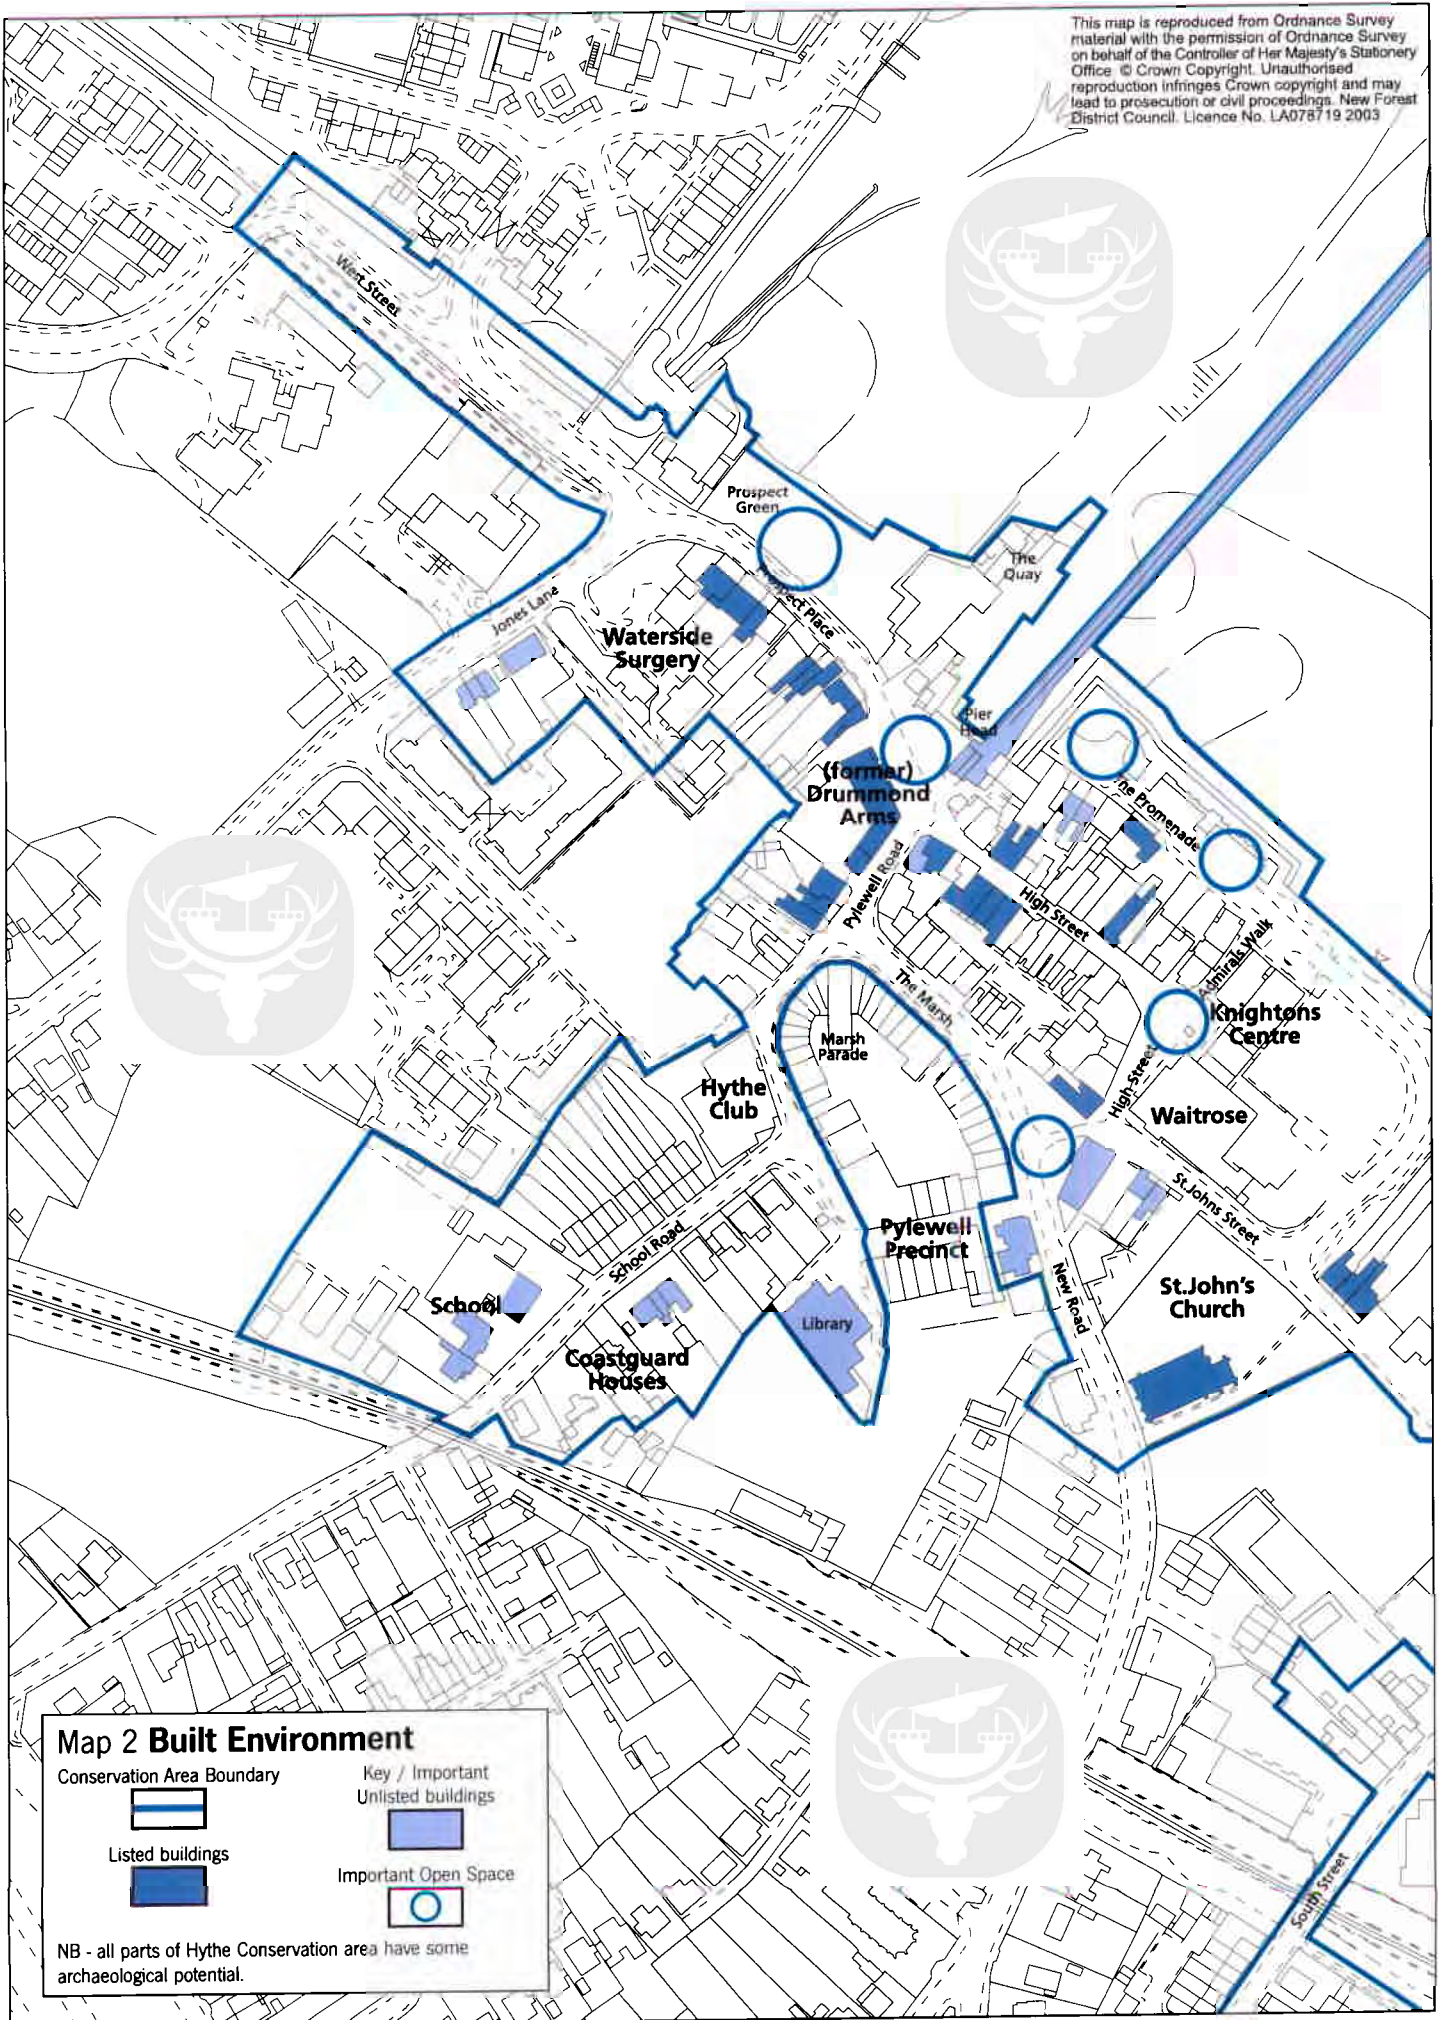 This map is reproduced from Ordnance Survey
material with the permission of Ordnance Survey
on behalf of the Controller of Her Majesty's Stationery
Office © Crown Copyright. Unauthorised
reproduction infringes Crown copyright and may
lead to prosecution or civil proceedings. New Forest
District Council. Licence No. LA078719 2003
West Street
Prospect
Green
The
Quay
Prospect Place
Jones Lane
Waterside
Surgery
Pier
Head
(former)
Drummond
Arms
The Promenade
Pylewell Road
High Street
Admirals Walk
The Marsh
Knightons
Centre
Marsh
Parade
High Street
Hythe
Club
Waitrose
St.Johns Street
School Road
Pylewell
Precinct
New Road
St.John's
Church
School
Library
Coastguard
Houses
South Street
Map 2 Built Environment
Conservation Area Boundary
Key / Important
Unlisted buildings
Listed buildings
Important Open Space
NB - all parts of Hythe Conservation area have some
archaeological potential.